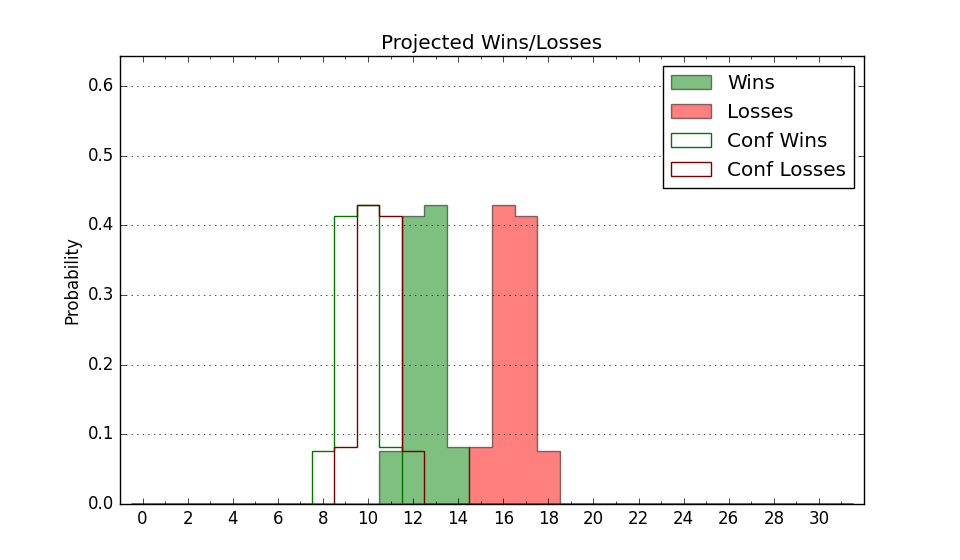 Projected Wins/Losses
0.6
0.5
0.4
0.3
0.2
0.1
0.0
Probability
Wins
Losses
Conf Wins
Conf Losses
0 2 4 6 8 10 12 14 16 18 20 22 24 26 28 30